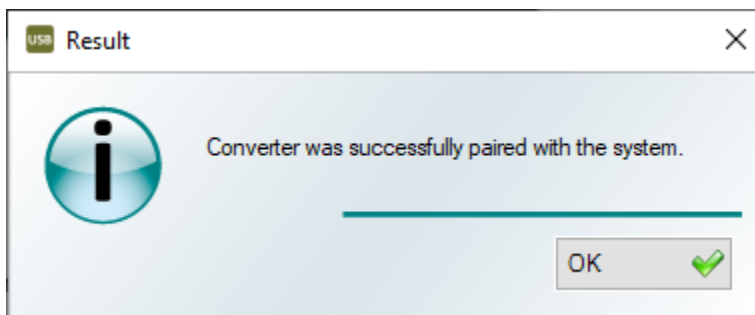 USB Result
Converter was successfully paired with the system.
OK